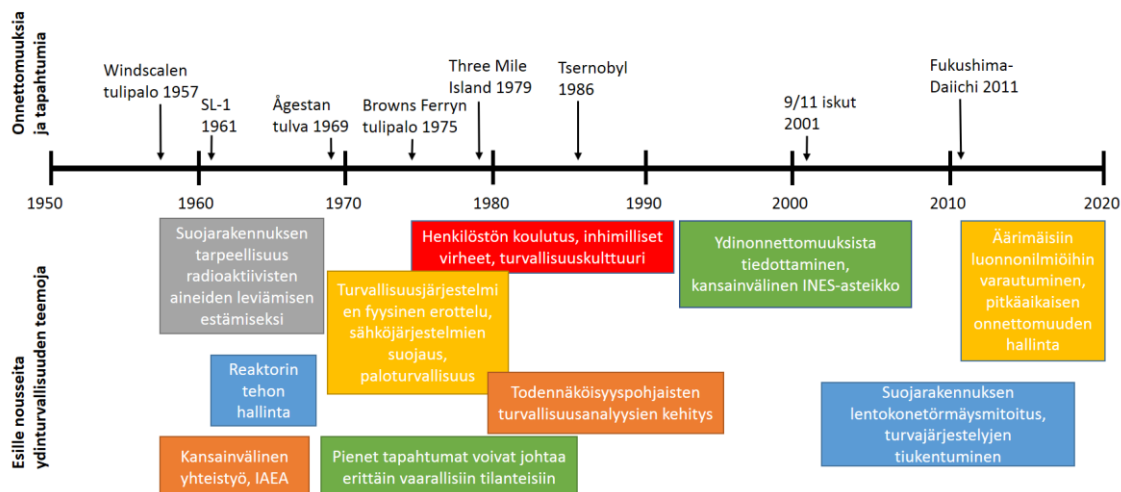 Onnettomuuksia
ja tapahtumia
Windscalen
tulipalo 1957
SL-1
1961
Ågestan
tulva 1969
Browns Ferryn
tulipalo 1975
Three Mile
Island 1979
Tsernobyl
1986
9/11 iskut
2001
Fukushima-
Daiichi 2011
1950
1960
1970
1980
1990
2000
2010
2020
Esille nousseita
ydinturvallisuuden teemoja
Suojarakennuksen
tarpeellisuus
radioaktiivisten
aineiden leviämisen
estämiseksi
Reaktorin
tehon
hallinta
Kansainvälinen
yhteistyö, IAEA
Henkilöstön koulutus, inhimilliset
virheet, turvallisuuskulttuuri
Turvallisuusjärjestelmi
en fyysinen erottelu,
sähköjärjestelmien
suojaus,
paloturvallisuus
Todennäköisyyspohjaisten
turvallisuusanalyysien kehitys
Pienet tapahtumat voivat johtaa
erittäin vaarallisiin tilanteisiin
Ydinonnettomuuksista
tiedottaminen,
kansainvälinen INES-asteikko
Äärimäisiin
luonnonilmiöihin
varautuminen,
pitkäaikaisen
onnettomuuden
hallinta
Suojarakennuksen
lentokonetörmäysmitoitus,
turvajärjestelyjen
tiukentuminen